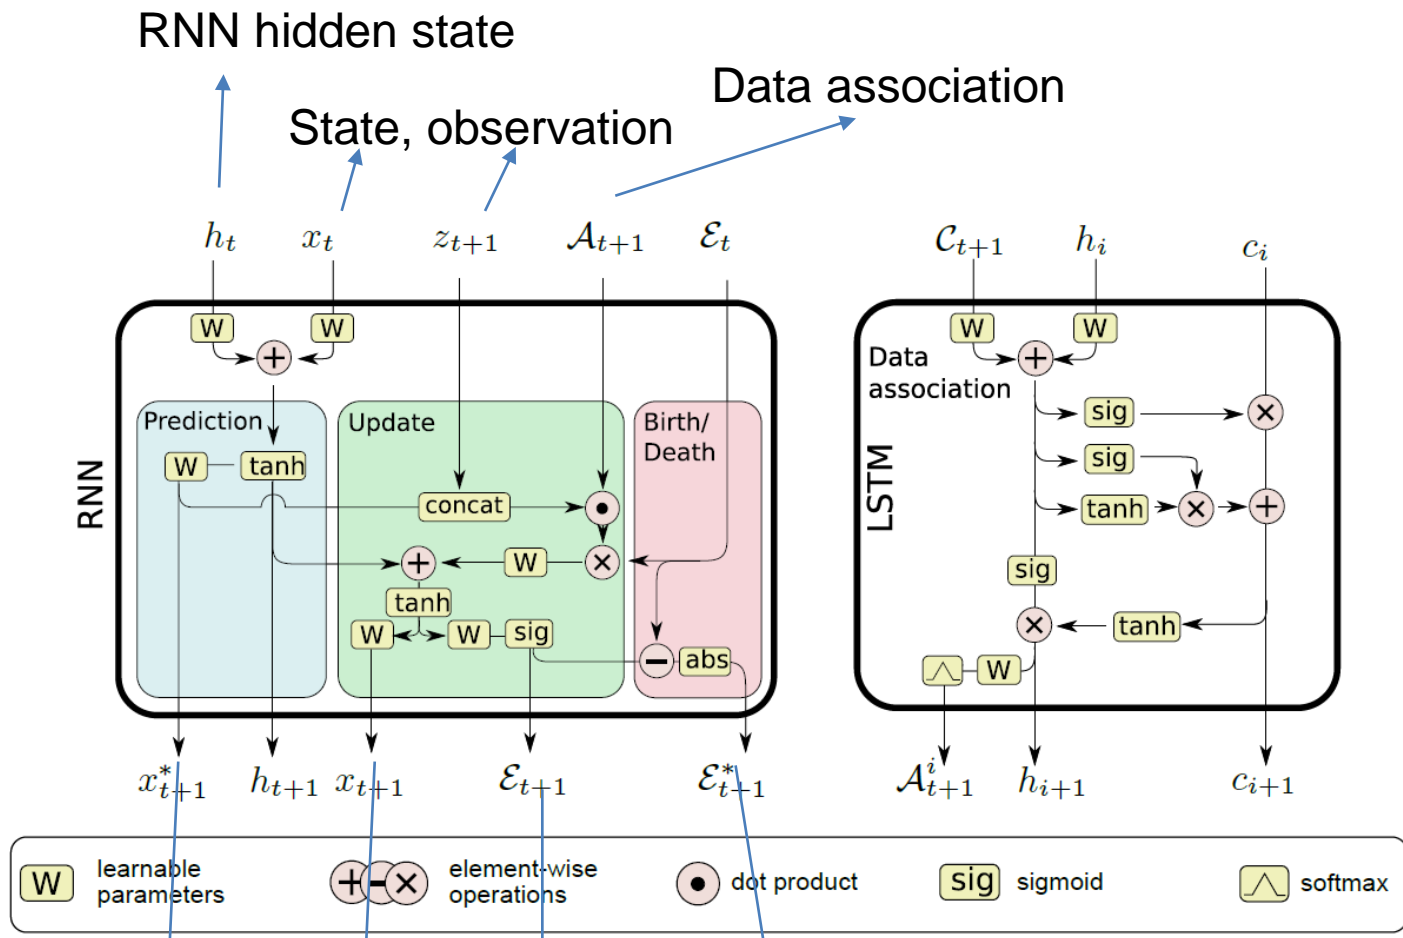 RNN hidden state
Data association
State, observation
h_t x_t z_{t+1} 𝒜_{t+1} ℰ_t
𝒞_{t+1} h_i c_i
W W
+
Prediction
Update
Birth/
Death
W tanh
concat
•
+ W ×
tanh
W W sig
− abs
RNN
x*_{t+1} h_{t+1} x_{t+1} ℰ_{t+1} ℰ*_{t+1}
W W
+
Data
association
sig ×
sig
tanh × +
sig
× tanh
W
LSTM
𝒜^i_{t+1} h_{i+1} c_{i+1}
W learnable
parameters
+ − × element-wise
operations
• dot product
sig sigmoid
softmax